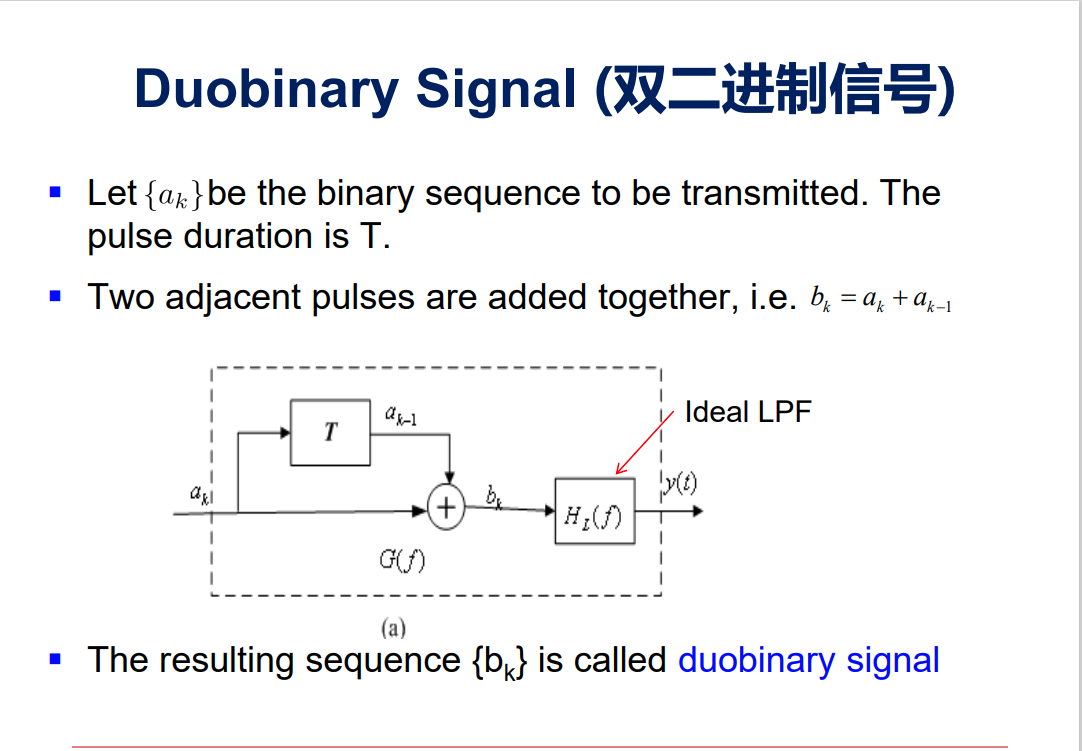 Duobinary Signal (双二进制信号)
Let {a_k} be the binary sequence to be transmitted. The
pulse duration is T.
Two adjacent pulses are added together, i.e. b_k = a_k + a_{k-1}
T
a_{k-1}
Ideal LPF
a_k
+
b_k
H_L(f)
y(t)
G(f)
(a)
The resulting sequence {b_k} is called duobinary signal